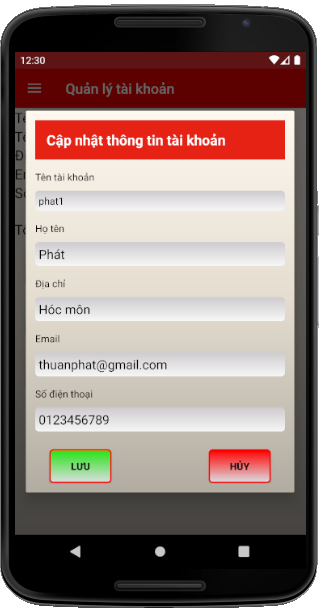 12:30
Quản lý tài khoản
Cập nhật thông tin tài khoản
Tên tài khoản
phat1
Họ tên
Phát
Địa chỉ
Hóc môn
Email
thuanphat@gmail.com
Số điện thoại
0123456789
LƯU
HỦY